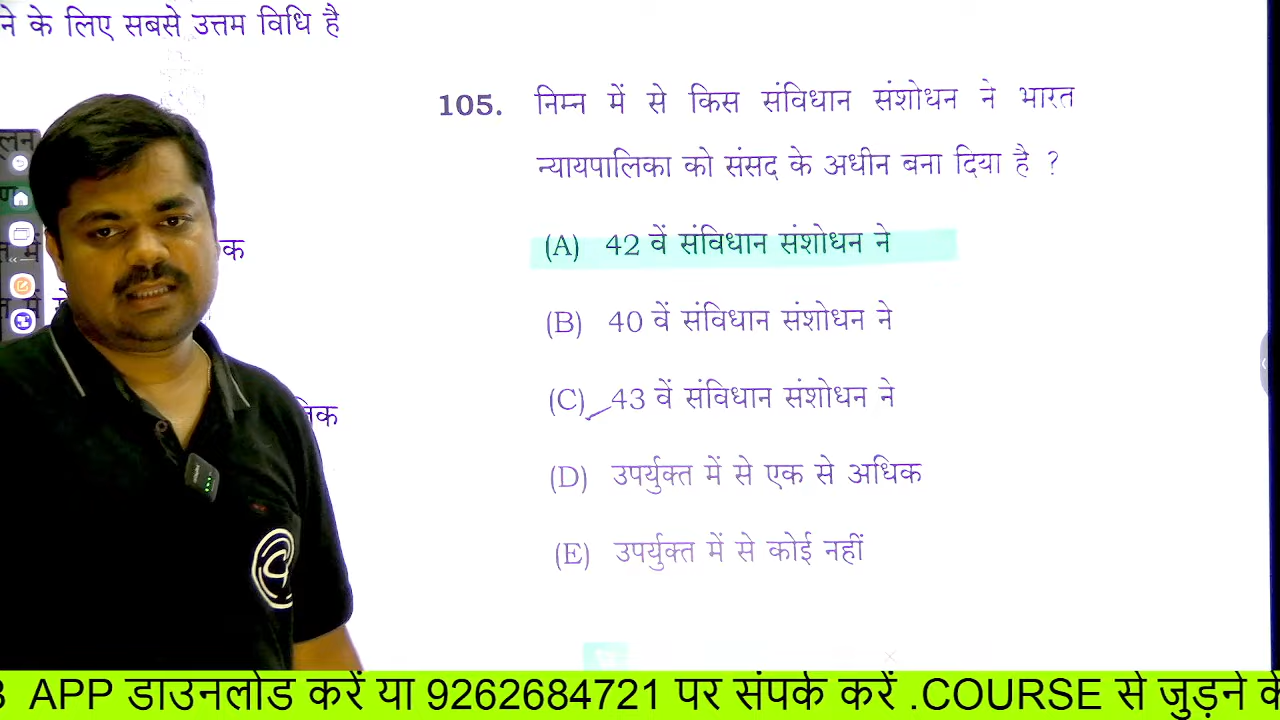 ने के लिए सबसे उत्तम विधि है
105. निम्न में से किस संविधान संशोधन ने भारत
न्यायपालिका को संसद के अधीन बना दिया है ?
(A) 42 वें संविधान संशोधन ने
(B) 40 वें संविधान संशोधन ने
(C) 43 वें संविधान संशोधन ने
(D) उपर्युक्त में से एक से अधिक
(E) उपर्युक्त में से कोई नहीं
क
APP डाउनलोड करें या 9262684721 पर संपर्क करें .COURSE से जुड़ने